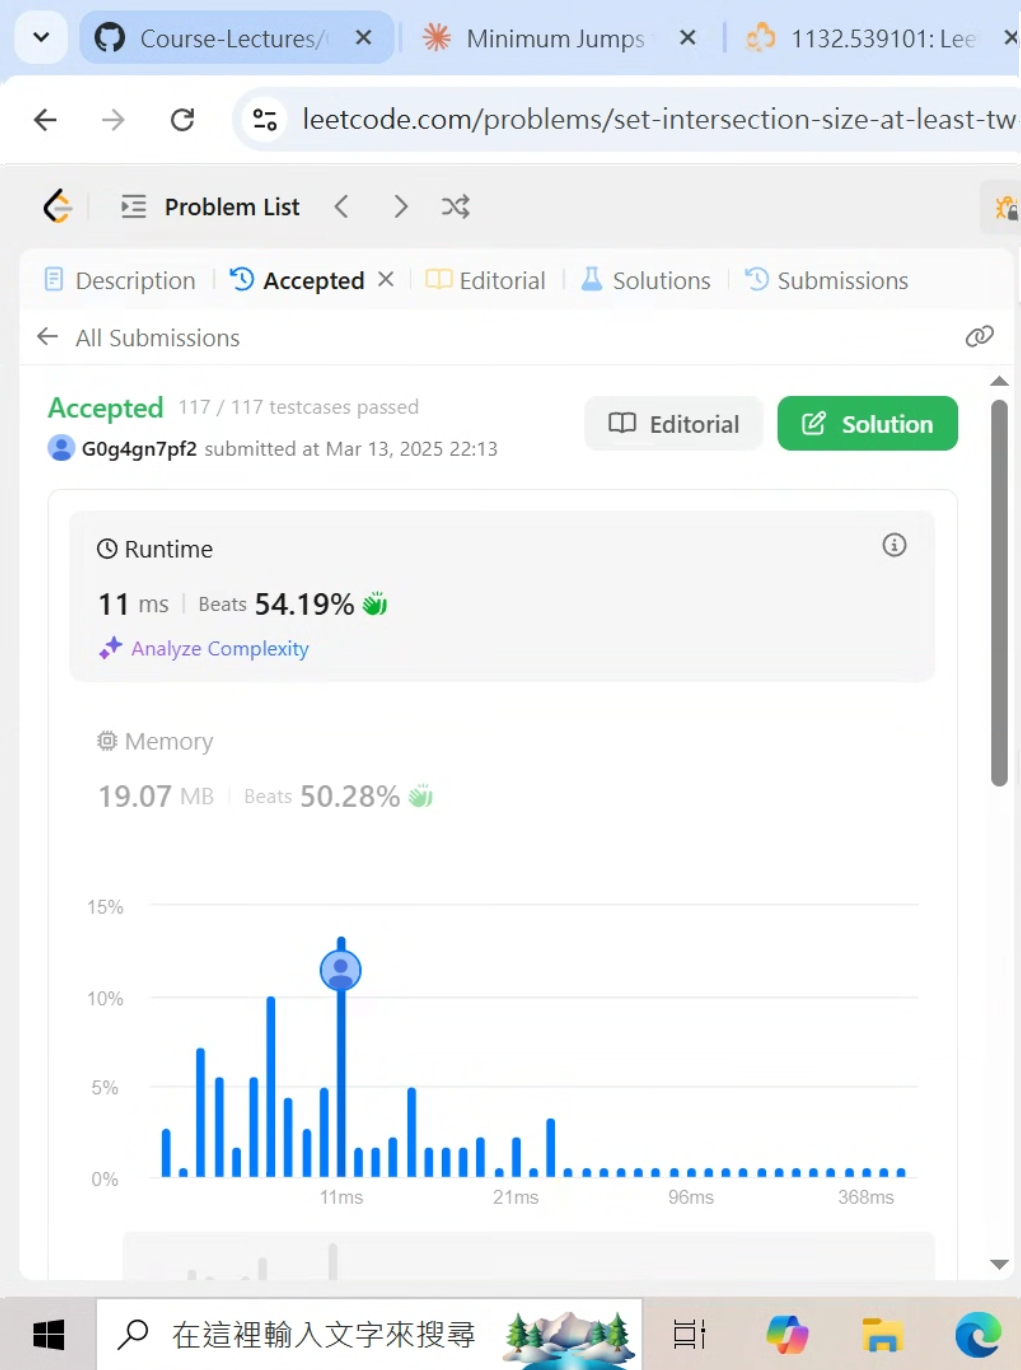 Course-Lectures/
Minimum Jumps
1132.539101: Lee
leetcode.com/problems/set-intersection-size-at-least-tw
Problem List
Description
Accepted
Editorial
Solutions
Submissions
All Submissions
Accepted 117 / 117 testcases passed
G0g4gn7pf2 submitted at Mar 13, 2025 22:13
Editorial
Solution
Runtime
11 ms | Beats 54.19%
Analyze Complexity
Memory
19.07 MB | Beats 50.28%
15%
10%
5%
0%
11ms
21ms
96ms
368ms
在這裡輸入文字來搜尋